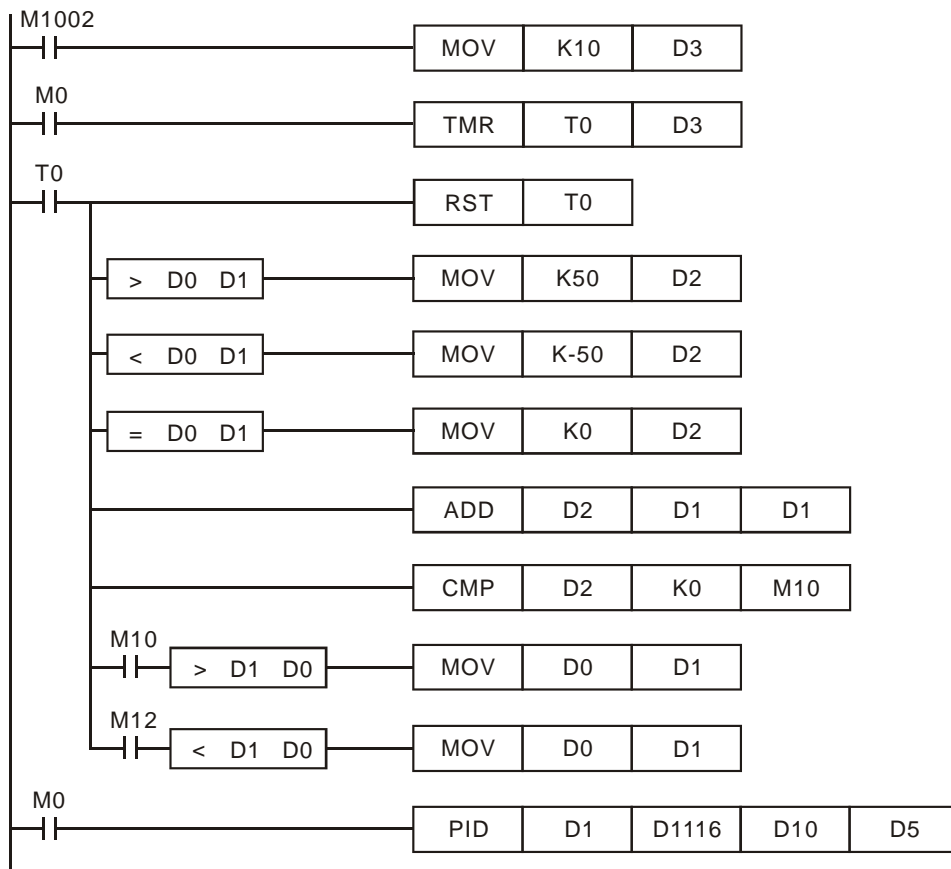 M1002
MOV K10 D3
M0
TMR T0 D3
T0
RST T0
> D0 D1 MOV K50 D2
< D0 D1 MOV K-50 D2
= D0 D1 MOV K0 D2
ADD D2 D1 D1
CMP D2 K0 M10
M10
> D1 D0 MOV D0 D1
M12
< D1 D0 MOV D0 D1
M0
PID D1 D1116 D10 D5